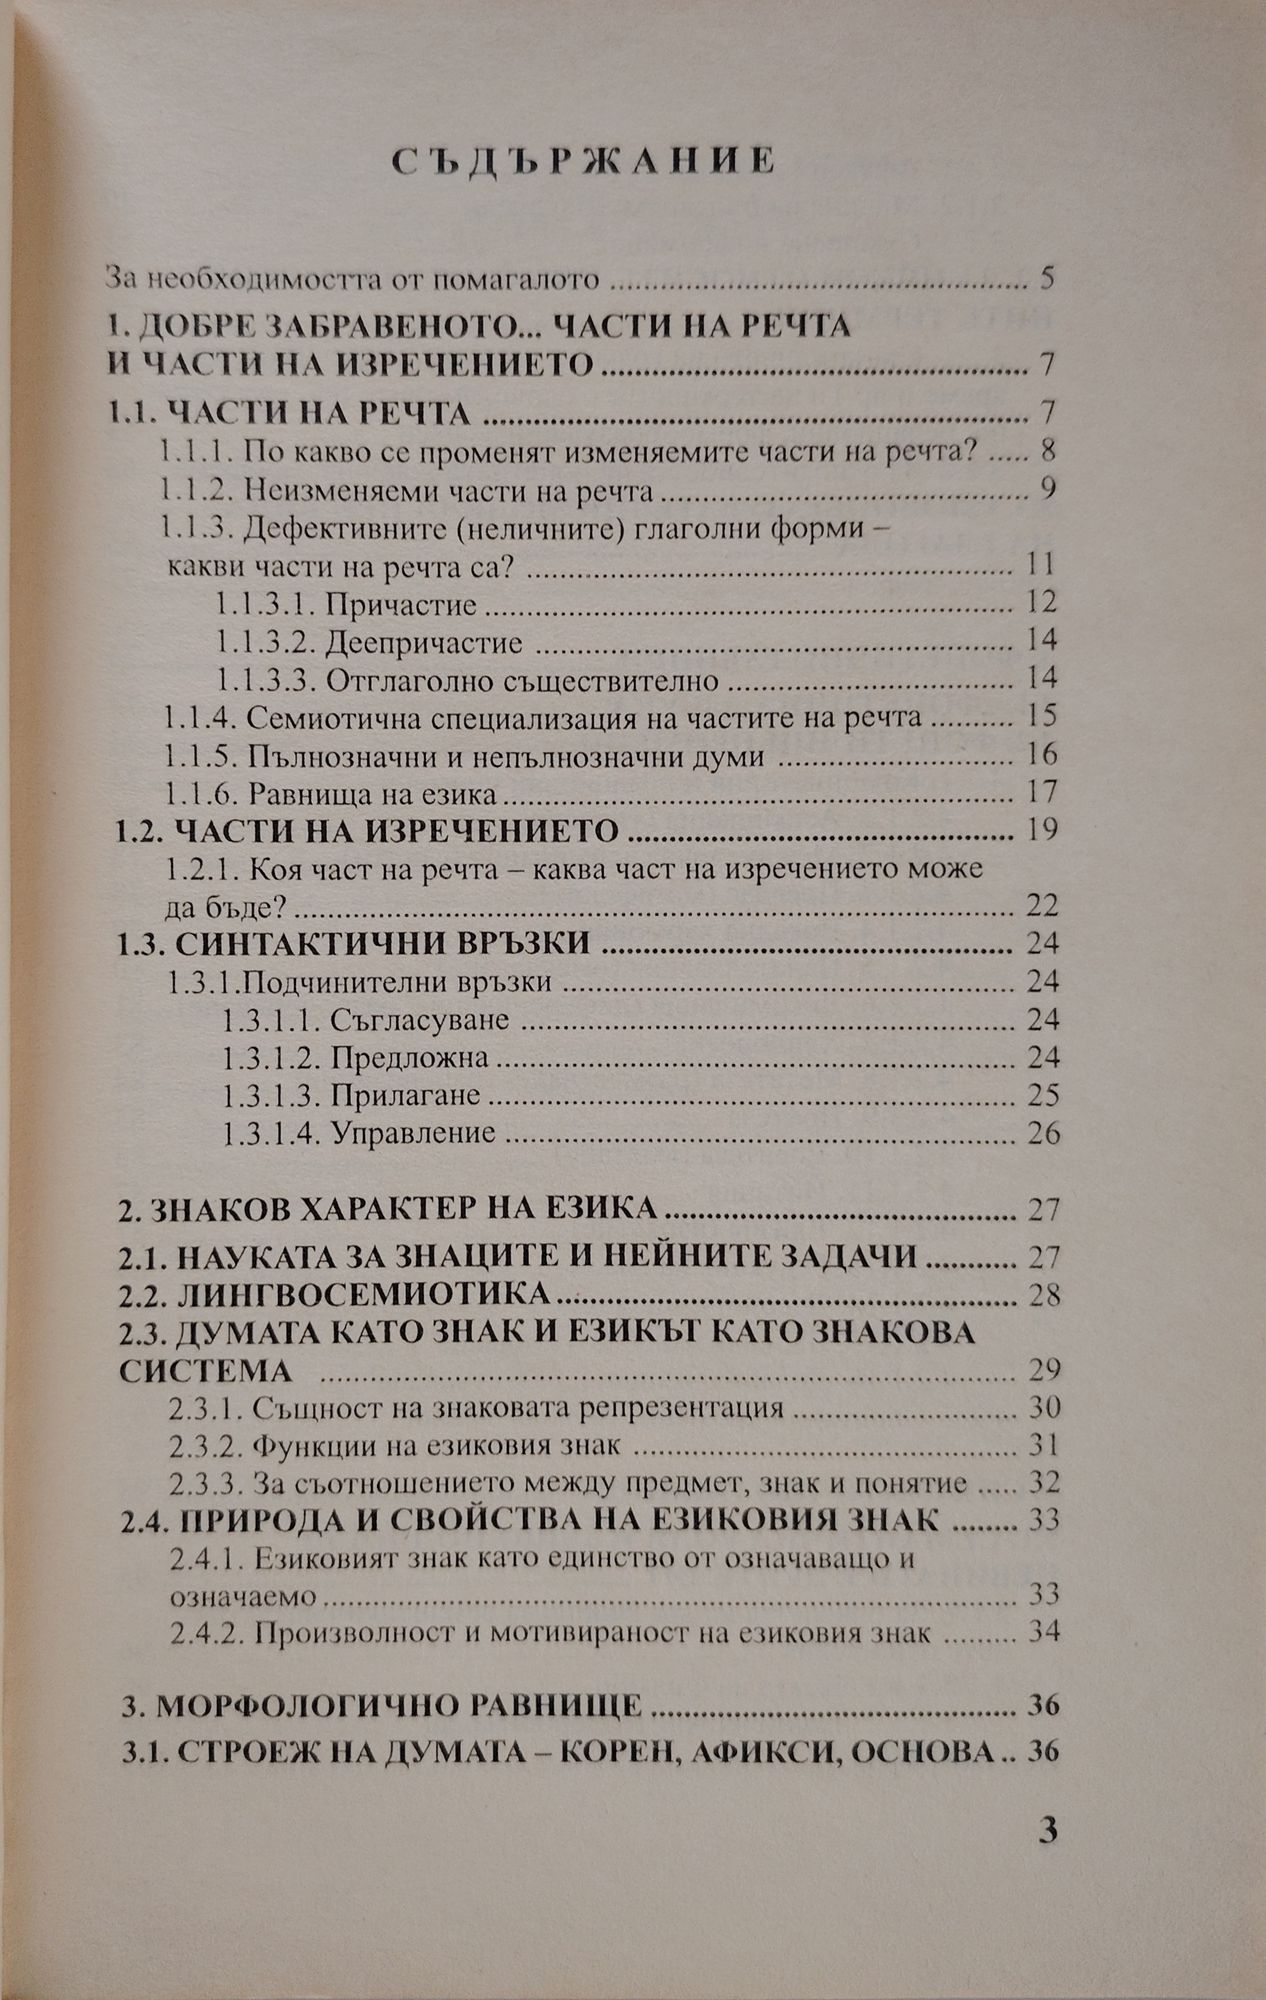 СЪДЪРЖАНИЕ
За необходимостта от помагалото ..... 5
1. ДОБРЕ ЗАБРАВЕНОТО... ЧАСТИ НА РЕЧТА
И ЧАСТИ НА ИЗРЕЧЕНИЕТО ..... 7
1.1. ЧАСТИ НА РЕЧТА ..... 7
1.1.1. По какво се променят изменяемите части на речта? ..... 8
1.1.2. Неизменяеми части на речта ..... 9
1.1.3. Дефективните (неличните) глаголни форми –
какви части на речта са? ..... 11
1.1.3.1. Причастие ..... 12
1.1.3.2. Деепричастие ..... 14
1.1.3.3. Отглаголно съществително ..... 14
1.1.4. Семиотична специализация на частите на речта ..... 15
1.1.5. Пълнозначни и непълнозначни думи ..... 16
1.1.6. Равнища на езика ..... 17
1.2. ЧАСТИ НА ИЗРЕЧЕНИЕТО ..... 19
1.2.1. Коя част на речта – каква част на изречението може
да бъде? ..... 22
1.3. СИНТАКТИЧНИ ВРЪЗКИ ..... 24
1.3.1.Подчинителни връзки ..... 24
1.3.1.1. Съгласуване ..... 24
1.3.1.2. Предложна ..... 24
1.3.1.3. Прилагане ..... 25
1.3.1.4. Управление ..... 26
2. ЗНАКОВ ХАРАКТЕР НА ЕЗИКА ..... 27
2.1. НАУКАТА ЗА ЗНАЦИТЕ И НЕЙНИТЕ ЗАДАЧИ ..... 27
2.2. ЛИНГВОСЕМИОТИКА ..... 28
2.3. ДУМАТА КАТО ЗНАК И ЕЗИКЪТ КАТО ЗНАКОВА
СИСТЕМА ..... 29
2.3.1. Същност на знаковата репрезентация ..... 30
2.3.2. Функции на езиковия знак ..... 31
2.3.3. За съотношението между предмет, знак и понятие ..... 32
2.4. ПРИРОДА И СВОЙСТВА НА ЕЗИКОВИЯ ЗНАК ..... 33
2.4.1. Езиковият знак като единство от означаващо и
означаемо ..... 33
2.4.2. Произволност и мотивираност на езиковия знак ..... 34
3. МОРФОЛОГИЧНО РАВНИЩЕ ..... 36
3.1. СТРОЕЖ НА ДУМАТА – КОРЕН, АФИКСИ, ОСНОВА .. 36
3